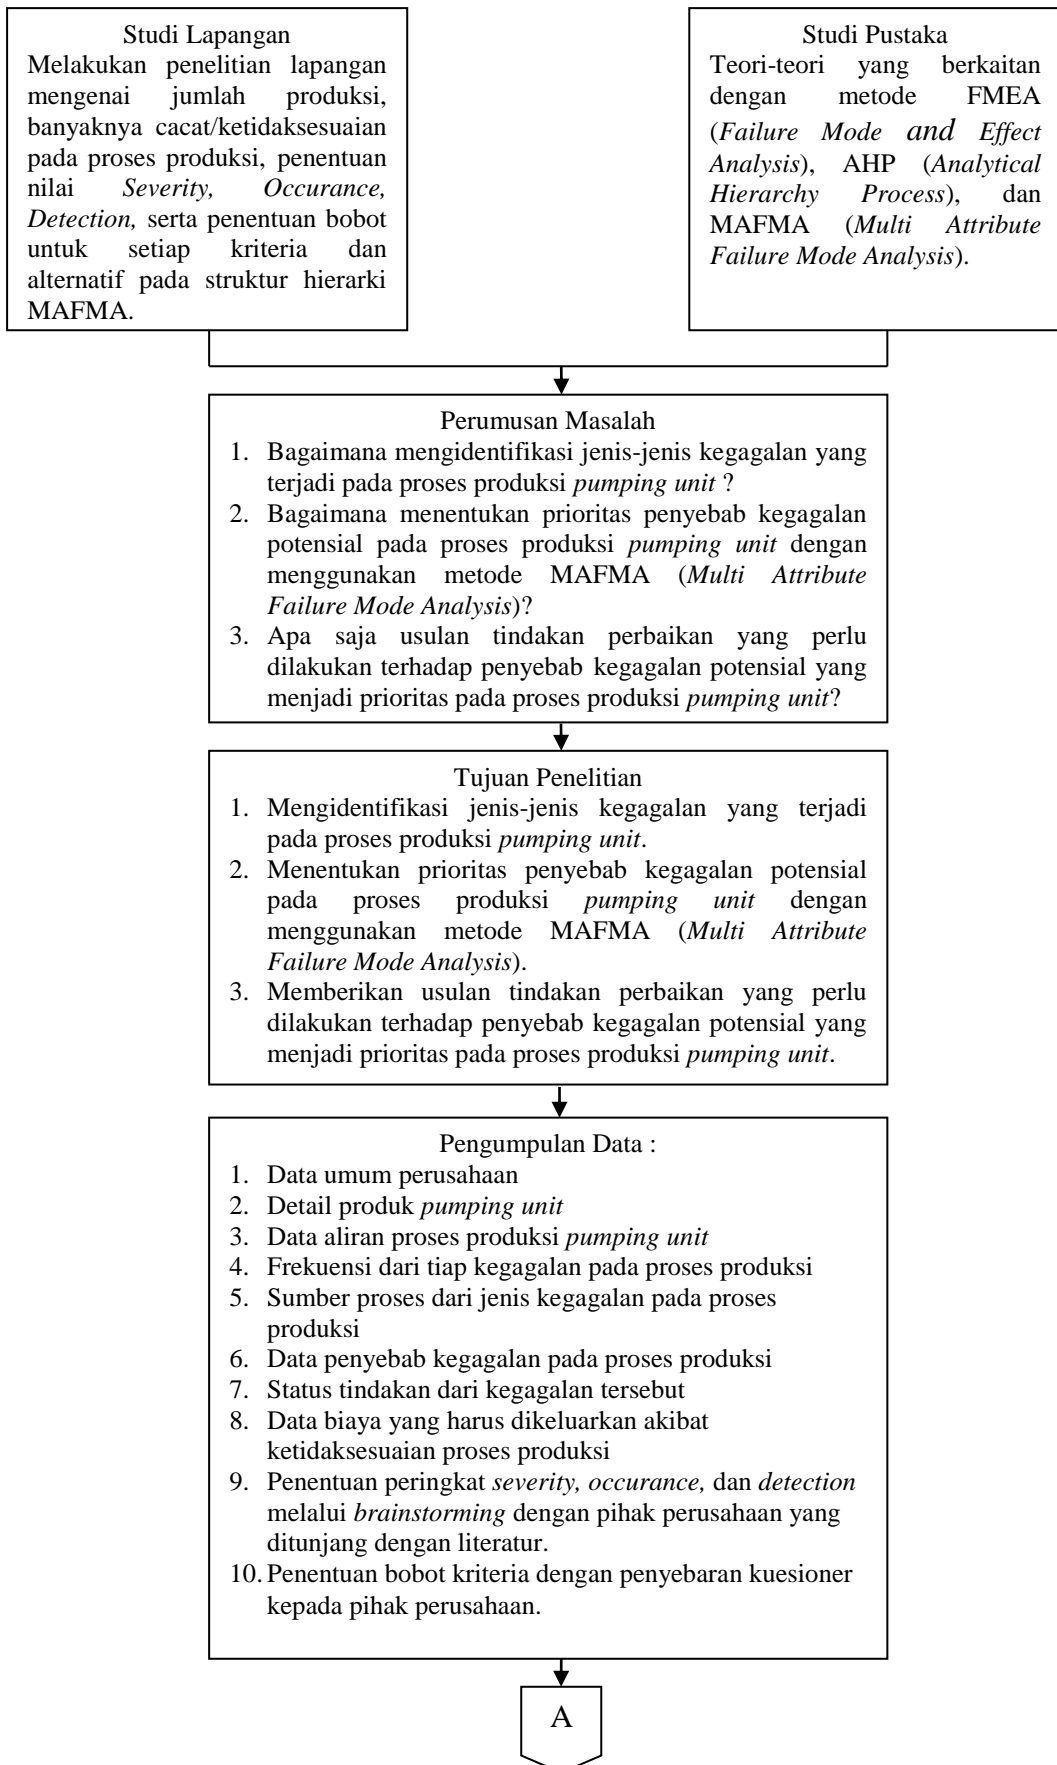 Studi Lapangan
Melakukan penelitian lapangan
mengenai jumlah produksi,
banyaknya cacat/ketidaksesuaian
pada proses produksi, penentuan
nilai Severity, Occurance,
Detection, serta penentuan bobot
untuk setiap kriteria dan
alternatif pada struktur hierarki
MAFMA.
Studi Pustaka
Teori-teori yang berkaitan
dengan metode FMEA
(Failure Mode and Effect
Analysis), AHP (Analytical
Hierarchy Process), dan
MAFMA (Multi Attribute
Failure Mode Analysis).
Perumusan Masalah
1. Bagaimana mengidentifikasi jenis-jenis kegagalan yang
terjadi pada proses produksi pumping unit ?
2. Bagaimana menentukan prioritas penyebab kegagalan
potensial pada proses produksi pumping unit dengan
menggunakan metode MAFMA (Multi Attribute
Failure Mode Analysis)?
3. Apa saja usulan tindakan perbaikan yang perlu
dilakukan terhadap penyebab kegagalan potensial yang
menjadi prioritas pada proses produksi pumping unit?
Tujuan Penelitian
1. Mengidentifikasi jenis-jenis kegagalan yang terjadi
pada proses produksi pumping unit.
2. Menentukan prioritas penyebab kegagalan potensial
pada proses produksi pumping unit dengan
menggunakan metode MAFMA (Multi Attribute
Failure Mode Analysis).
3. Memberikan usulan tindakan perbaikan yang perlu
dilakukan terhadap penyebab kegagalan potensial yang
menjadi prioritas pada proses produksi pumping unit.
Pengumpulan Data :
1. Data umum perusahaan
2. Detail produk pumping unit
3. Data aliran proses produksi pumping unit
4. Frekuensi dari tiap kegagalan pada proses produksi
5. Sumber proses dari jenis kegagalan pada proses
produksi
6. Data penyebab kegagalan pada proses produksi
7. Status tindakan dari kegagalan tersebut
8. Data biaya yang harus dikeluarkan akibat
ketidaksesuaian proses produksi
9. Penentuan peringkat severity, occurance, dan detection
melalui brainstorming dengan pihak perusahaan yang
ditunjang dengan literatur.
10. Penentuan bobot kriteria dengan penyebaran kuesioner
kepada pihak perusahaan.
A